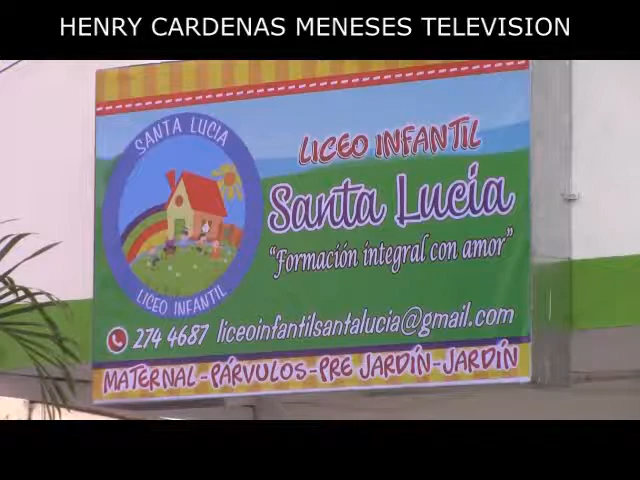 HENRY CARDENAS MENESES TELEVISION
SANTA LUCIA
LICEO INFANTIL
LICEO INFANTIL
Santa Lucia
"Formación integral con amor"
274 4687 liceoinfantilsantalucia@gmail.com
MATERNAL-PÁRVULOS-PRE JARDÍN-JARDÍN